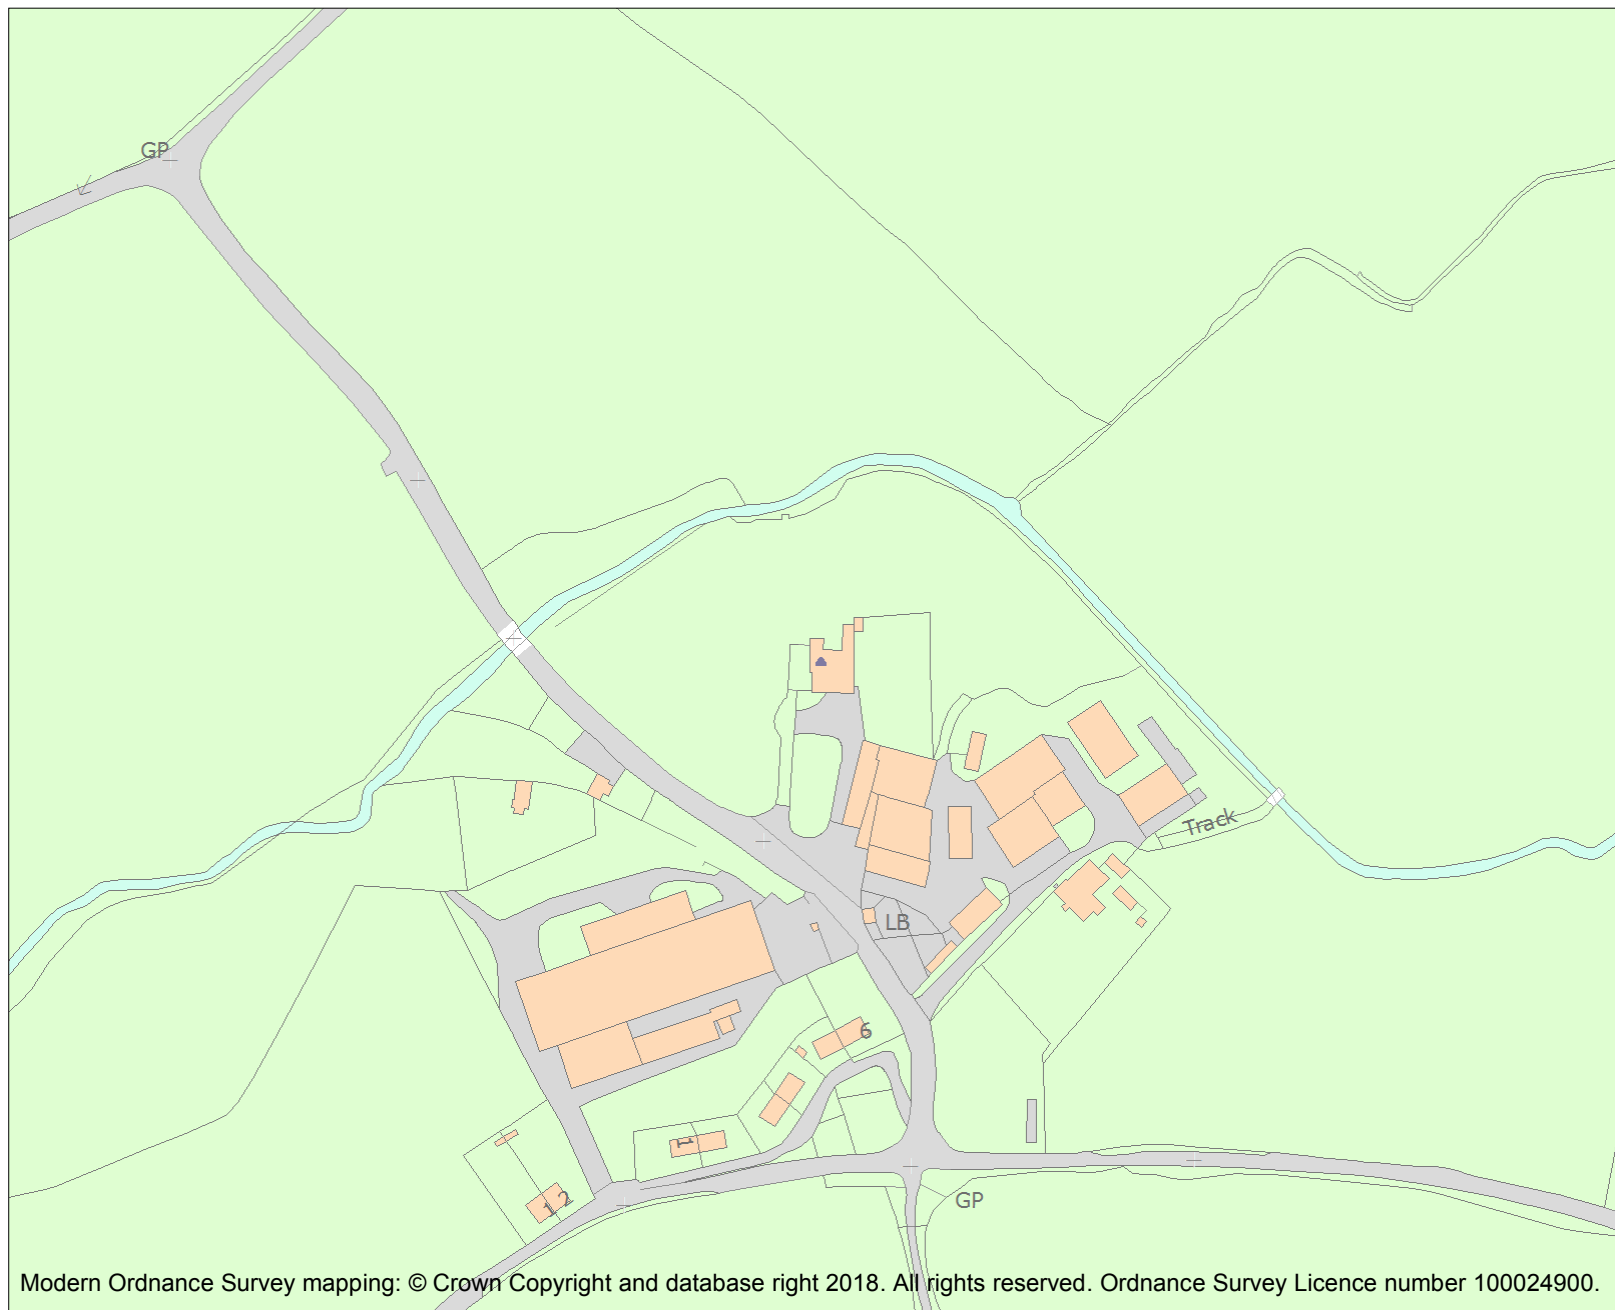 GP
Track
LB
6
1
1 2
GP
Modern Ordnance Survey mapping: © Crown Copyright and database right 2018. All rights reserved. Ordnance Survey Licence number 100024900.